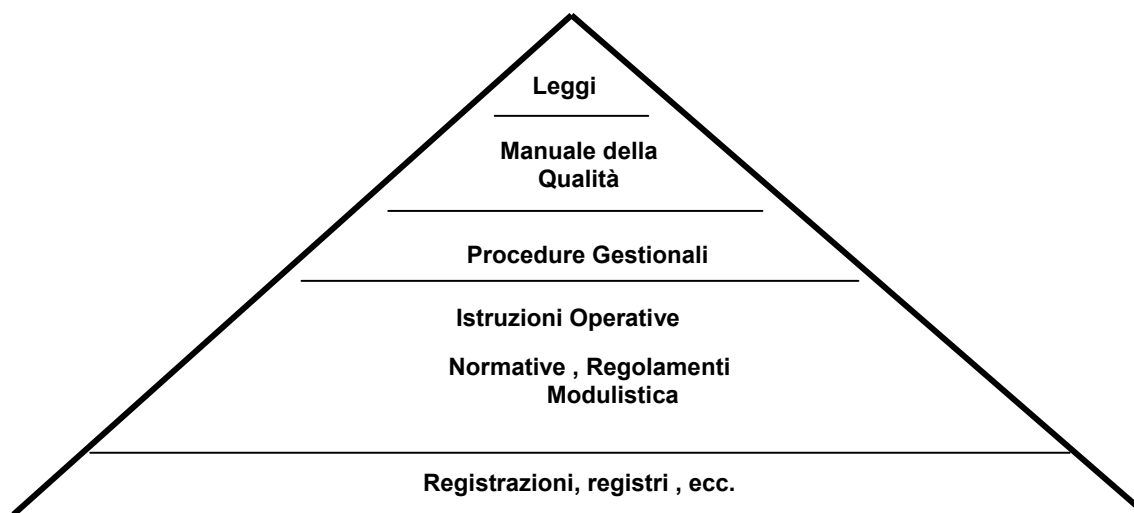 Leggi
Manuale della
Qualità
Procedure Gestionali
Istruzioni Operative
Normative , Regolamenti
Modulistica
Registrazioni, registri , ecc.